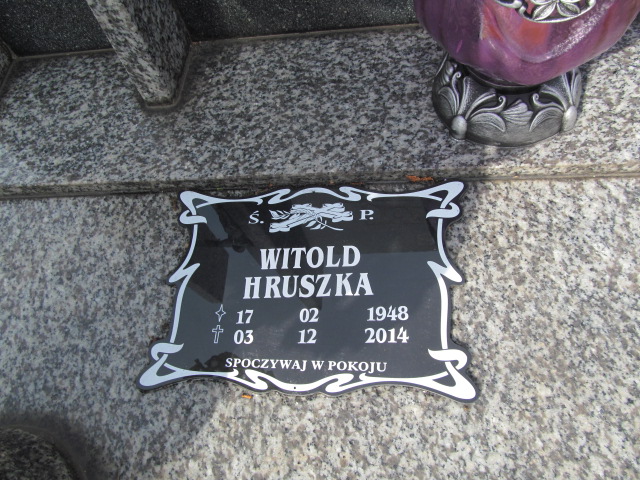 Ś. P.
WITOLD
HRUSZKA
17 02 1948
03 12 2014
SPOCZYWAJ W POKOJU